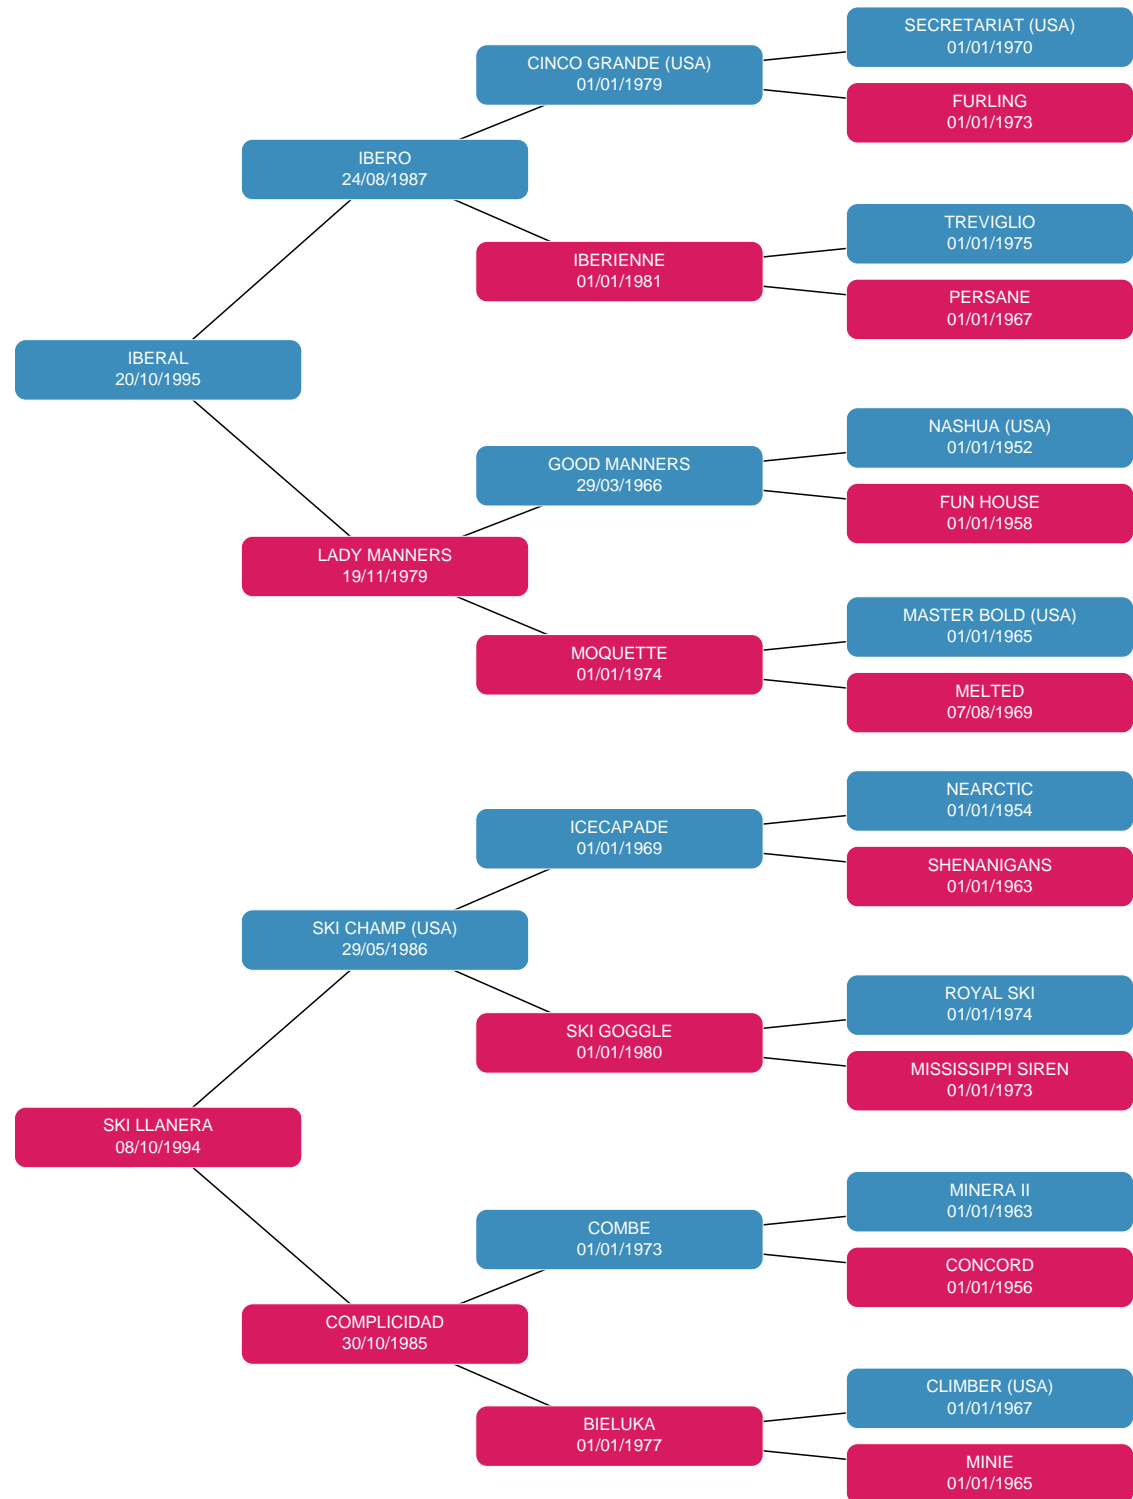 SECRETARIAT (USA)
01/01/1970
CINCO GRANDE (USA)
01/01/1979
FURLING
01/01/1973
IBERO
24/08/1987
TREVIGLIO
01/01/1975
IBERIENNE
01/01/1981
PERSANE
01/01/1967
IBERAL
20/10/1995
NASHUA (USA)
01/01/1952
GOOD MANNERS
29/03/1966
FUN HOUSE
01/01/1958
LADY MANNERS
19/11/1979
MASTER BOLD (USA)
01/01/1965
MOQUETTE
01/01/1974
MELTED
07/08/1969
NEARCTIC
01/01/1954
ICECAPADE
01/01/1969
SHENANIGANS
01/01/1963
SKI CHAMP (USA)
29/05/1986
ROYAL SKI
01/01/1974
SKI GOGGLE
01/01/1980
MISSISSIPPI SIREN
01/01/1973
SKI LLANERA
08/10/1994
MINERA II
01/01/1963
COMBE
01/01/1973
CONCORD
01/01/1956
COMPLICIDAD
30/10/1985
CLIMBER (USA)
01/01/1967
BIELUKA
01/01/1977
MINIE
01/01/1965